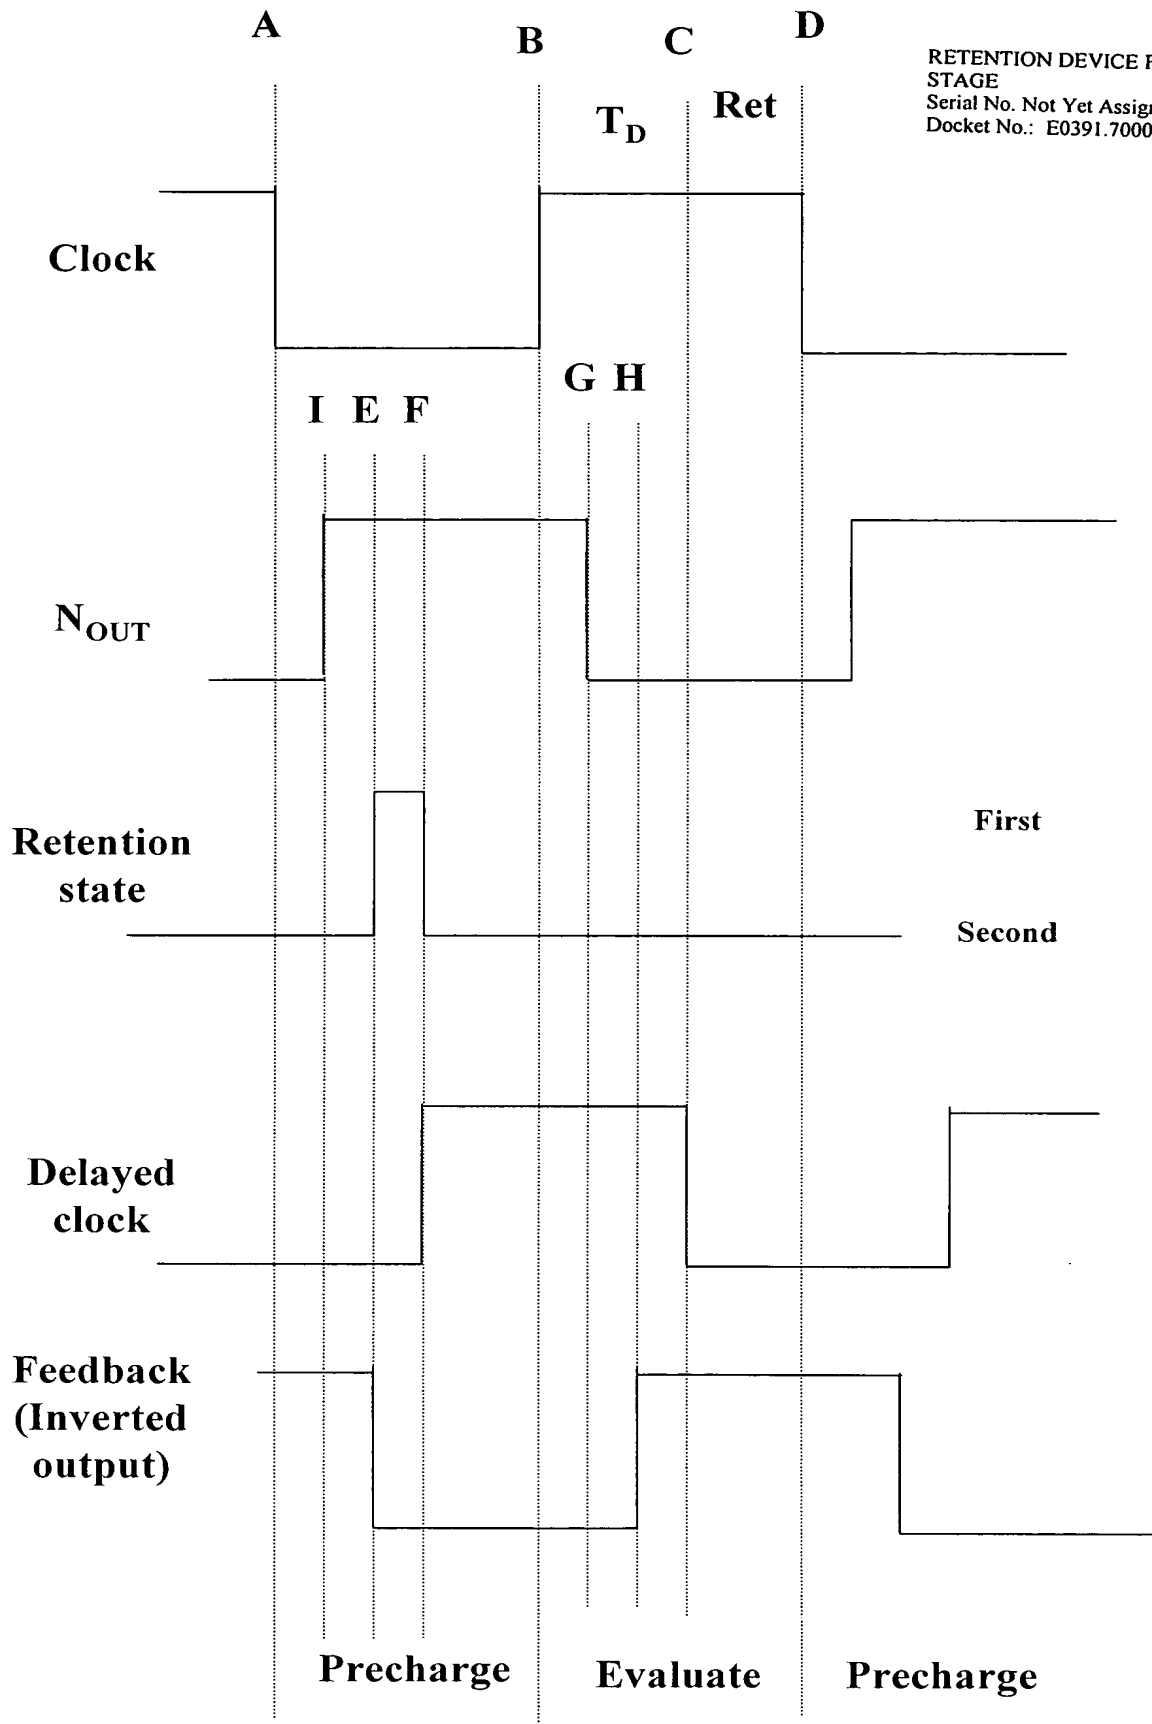 A
B
C
D
RETENTION DEVICE
STAGE
Serial No. Not Yet
Docket No.: E0391.7000
T_D
Ret
Clock
G H
I E F
N_OUT
Retention
state
First
Second
Delayed
clock
Feedback
(Inverted
output)
Precharge
Evaluate
Precharge